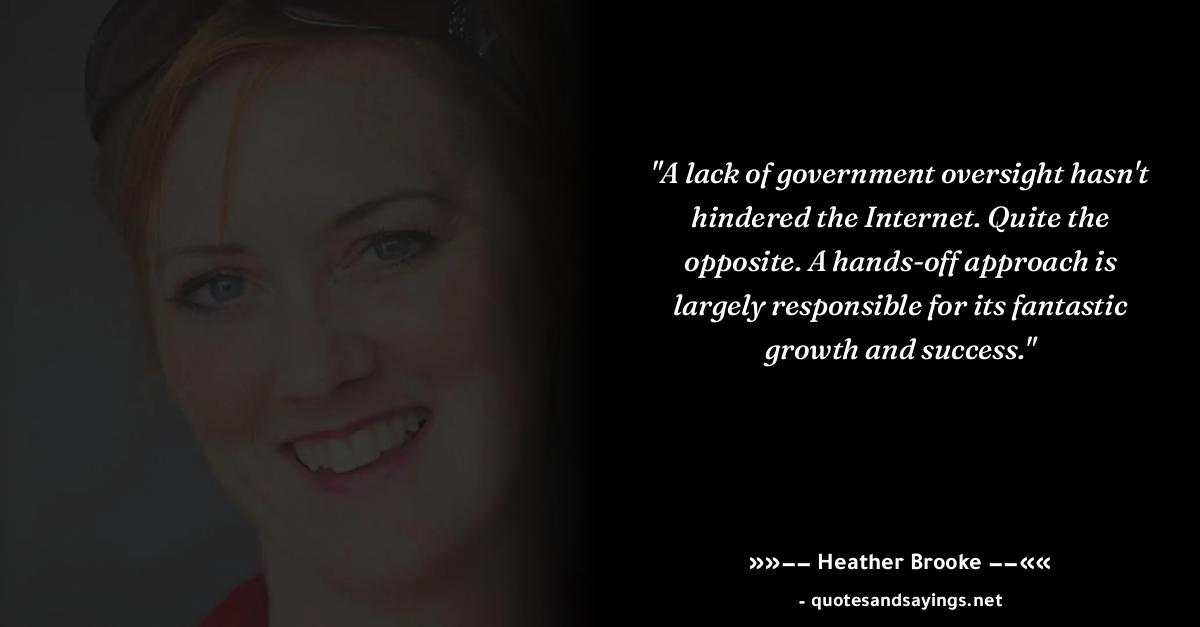 "A lack of government oversight hasn't
hindered the Internet. Quite the
opposite. A hands-off approach is
largely responsible for its fantastic
growth and success."
»»−− Heather Brooke −−««
- quotesandsayings.net